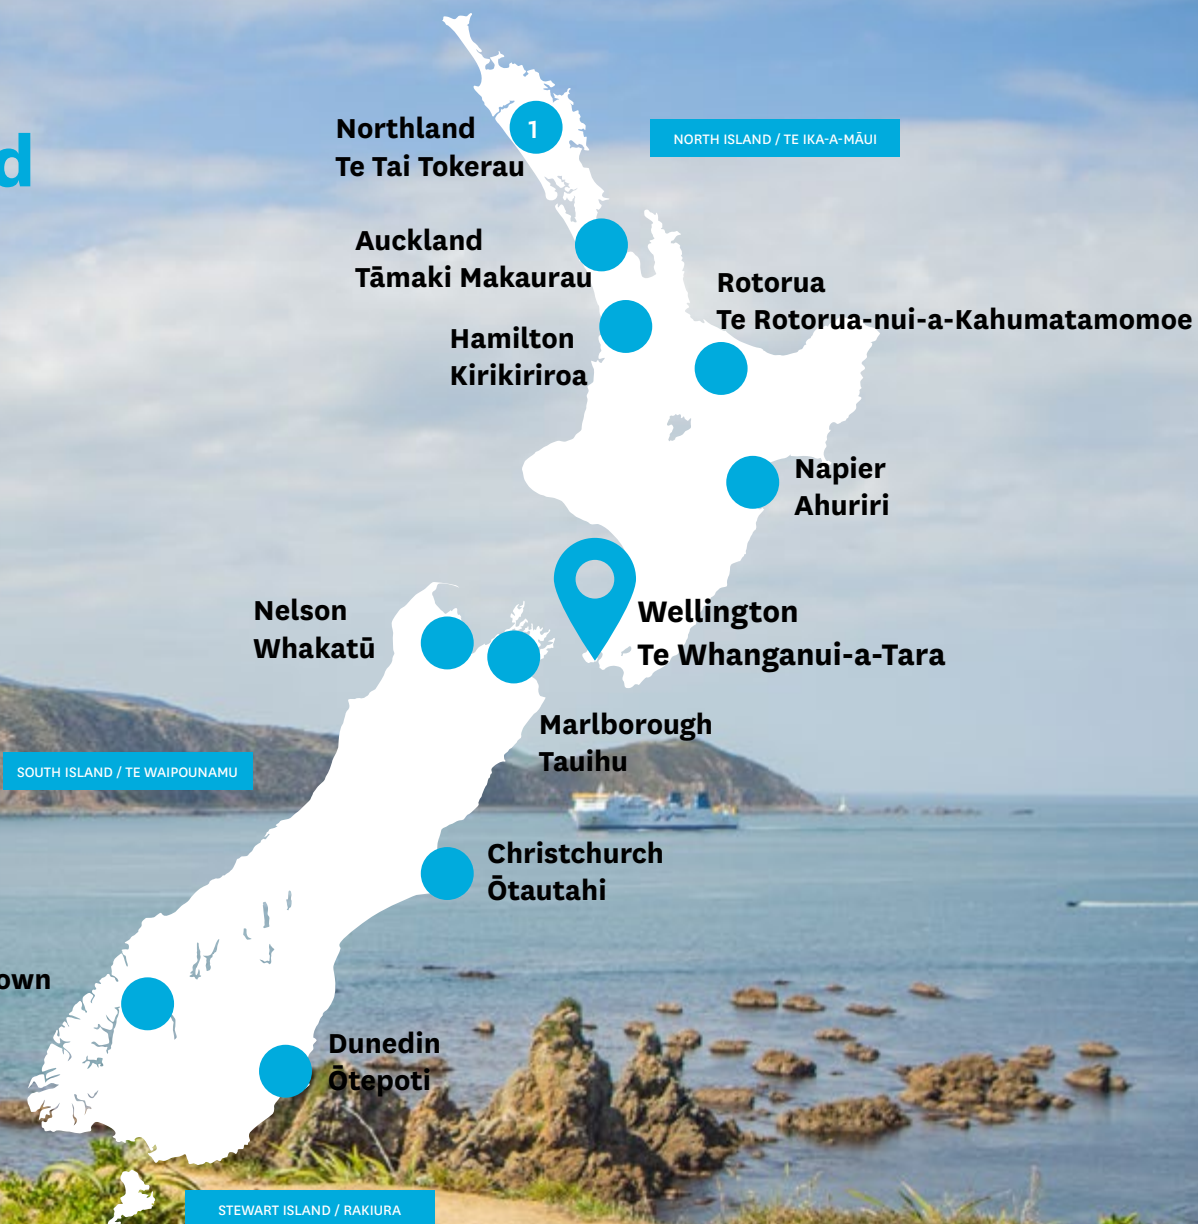 d
Northland
Te Tai Tokerau
1
NORTH ISLAND / TE IKA-A-MĀUI
Auckland
Tāmaki Makaurau
Rotorua
Te Rotorua-nui-a-Kahumatamomoe
Hamilton
Kirikiriroa
Napier
Ahuriri
Nelson
Whakatū
Wellington
Te Whanganui-a-Tara
Marlborough
Tauihu
SOUTH ISLAND / TE WAIPOUNAMU
Christchurch
Ōtautahi
own
Dunedin
Ōtepoti
STEWART ISLAND / RAKIURA